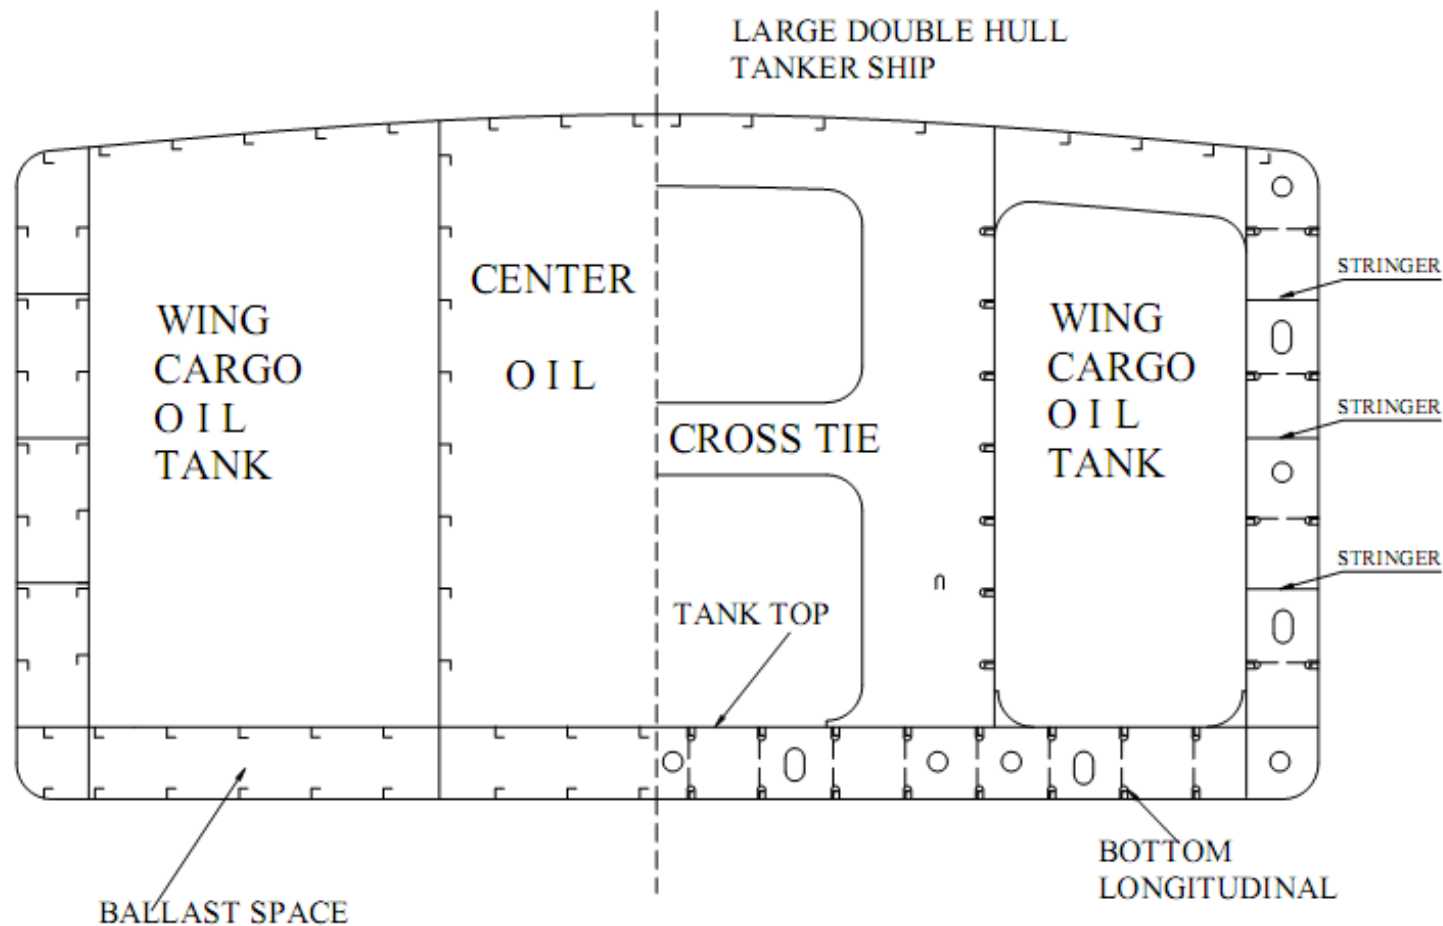 LARGE DOUBLE HULL
TANKER SHIP
WING
CARGO
O I L
TANK
CENTER
O I L
CROSS TIE
TANK TOP
WING
CARGO
O I L
TANK
STRINGER
STRINGER
STRINGER
BALLAST SPACE
BOTTOM
LONGITUDINAL